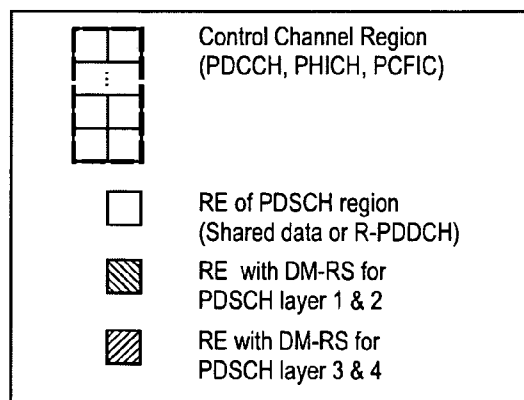 Control Channel Region
(PDCCH, PHICH, PCFIC)
RE of PDSCH region
(Shared data or R-PDDCH)
RE with DM-RS for
PDSCH layer 1 & 2
RE with DM-RS for
PDSCH layer 3 & 4